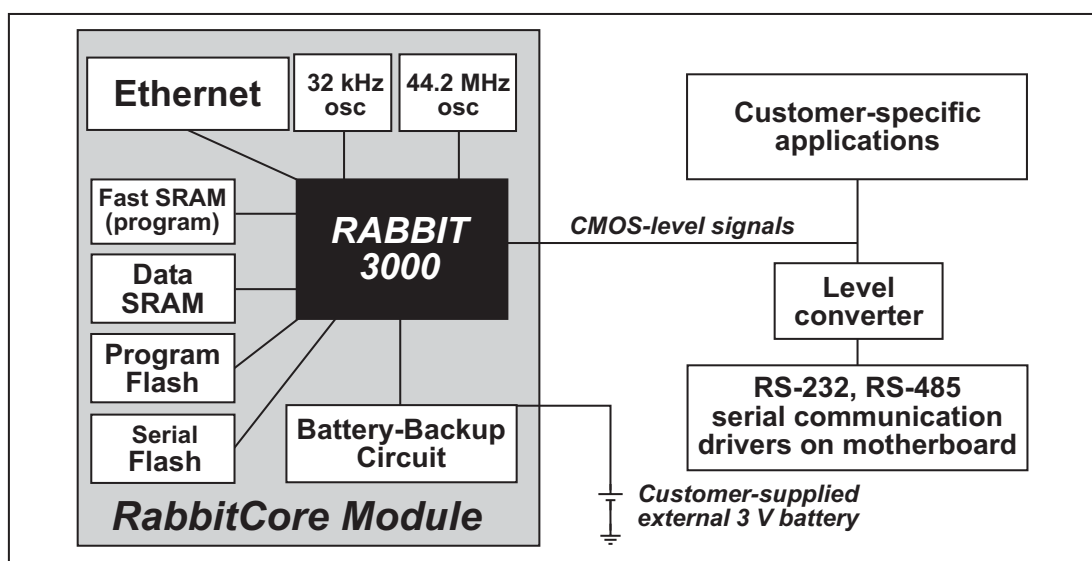 Ethernet
32 kHz
osc
44.2 MHz
osc
Fast SRAM
(program)
Data
SRAM
Program
Flash
Serial
Flash
RABBIT
3000
Battery-Backup
Circuit
RabbitCore Module
CMOS-level signals
Customer-specific
applications
Level
converter
RS-232, RS-485
serial communication
drivers on motherboard
Customer-supplied
external 3 V battery